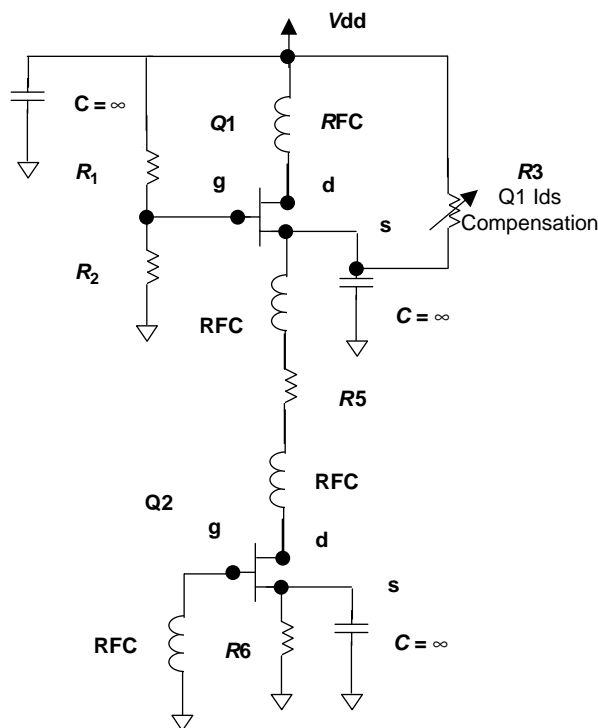 Vdd
C = ∞
Q1
RFC
R1
g
d
R3
Q1 Ids
Compensation
s
R2
RFC
C = ∞
R5
RFC
Q2
g
d
s
RFC
R6
C = ∞